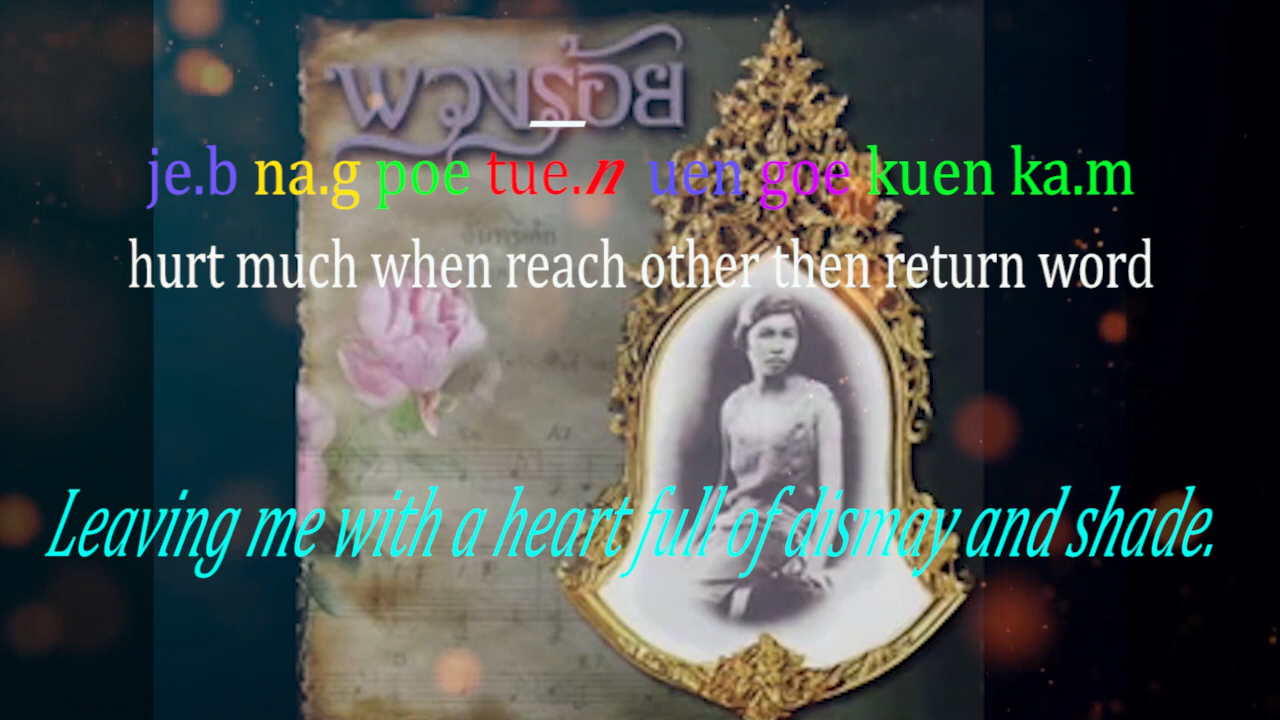 พวงร้อย
je.b na.g poe tue.n uen goe kuen ka.m
hurt much when reach other then return word
Leaving me with a heart full of dismay and shade.
A7
D